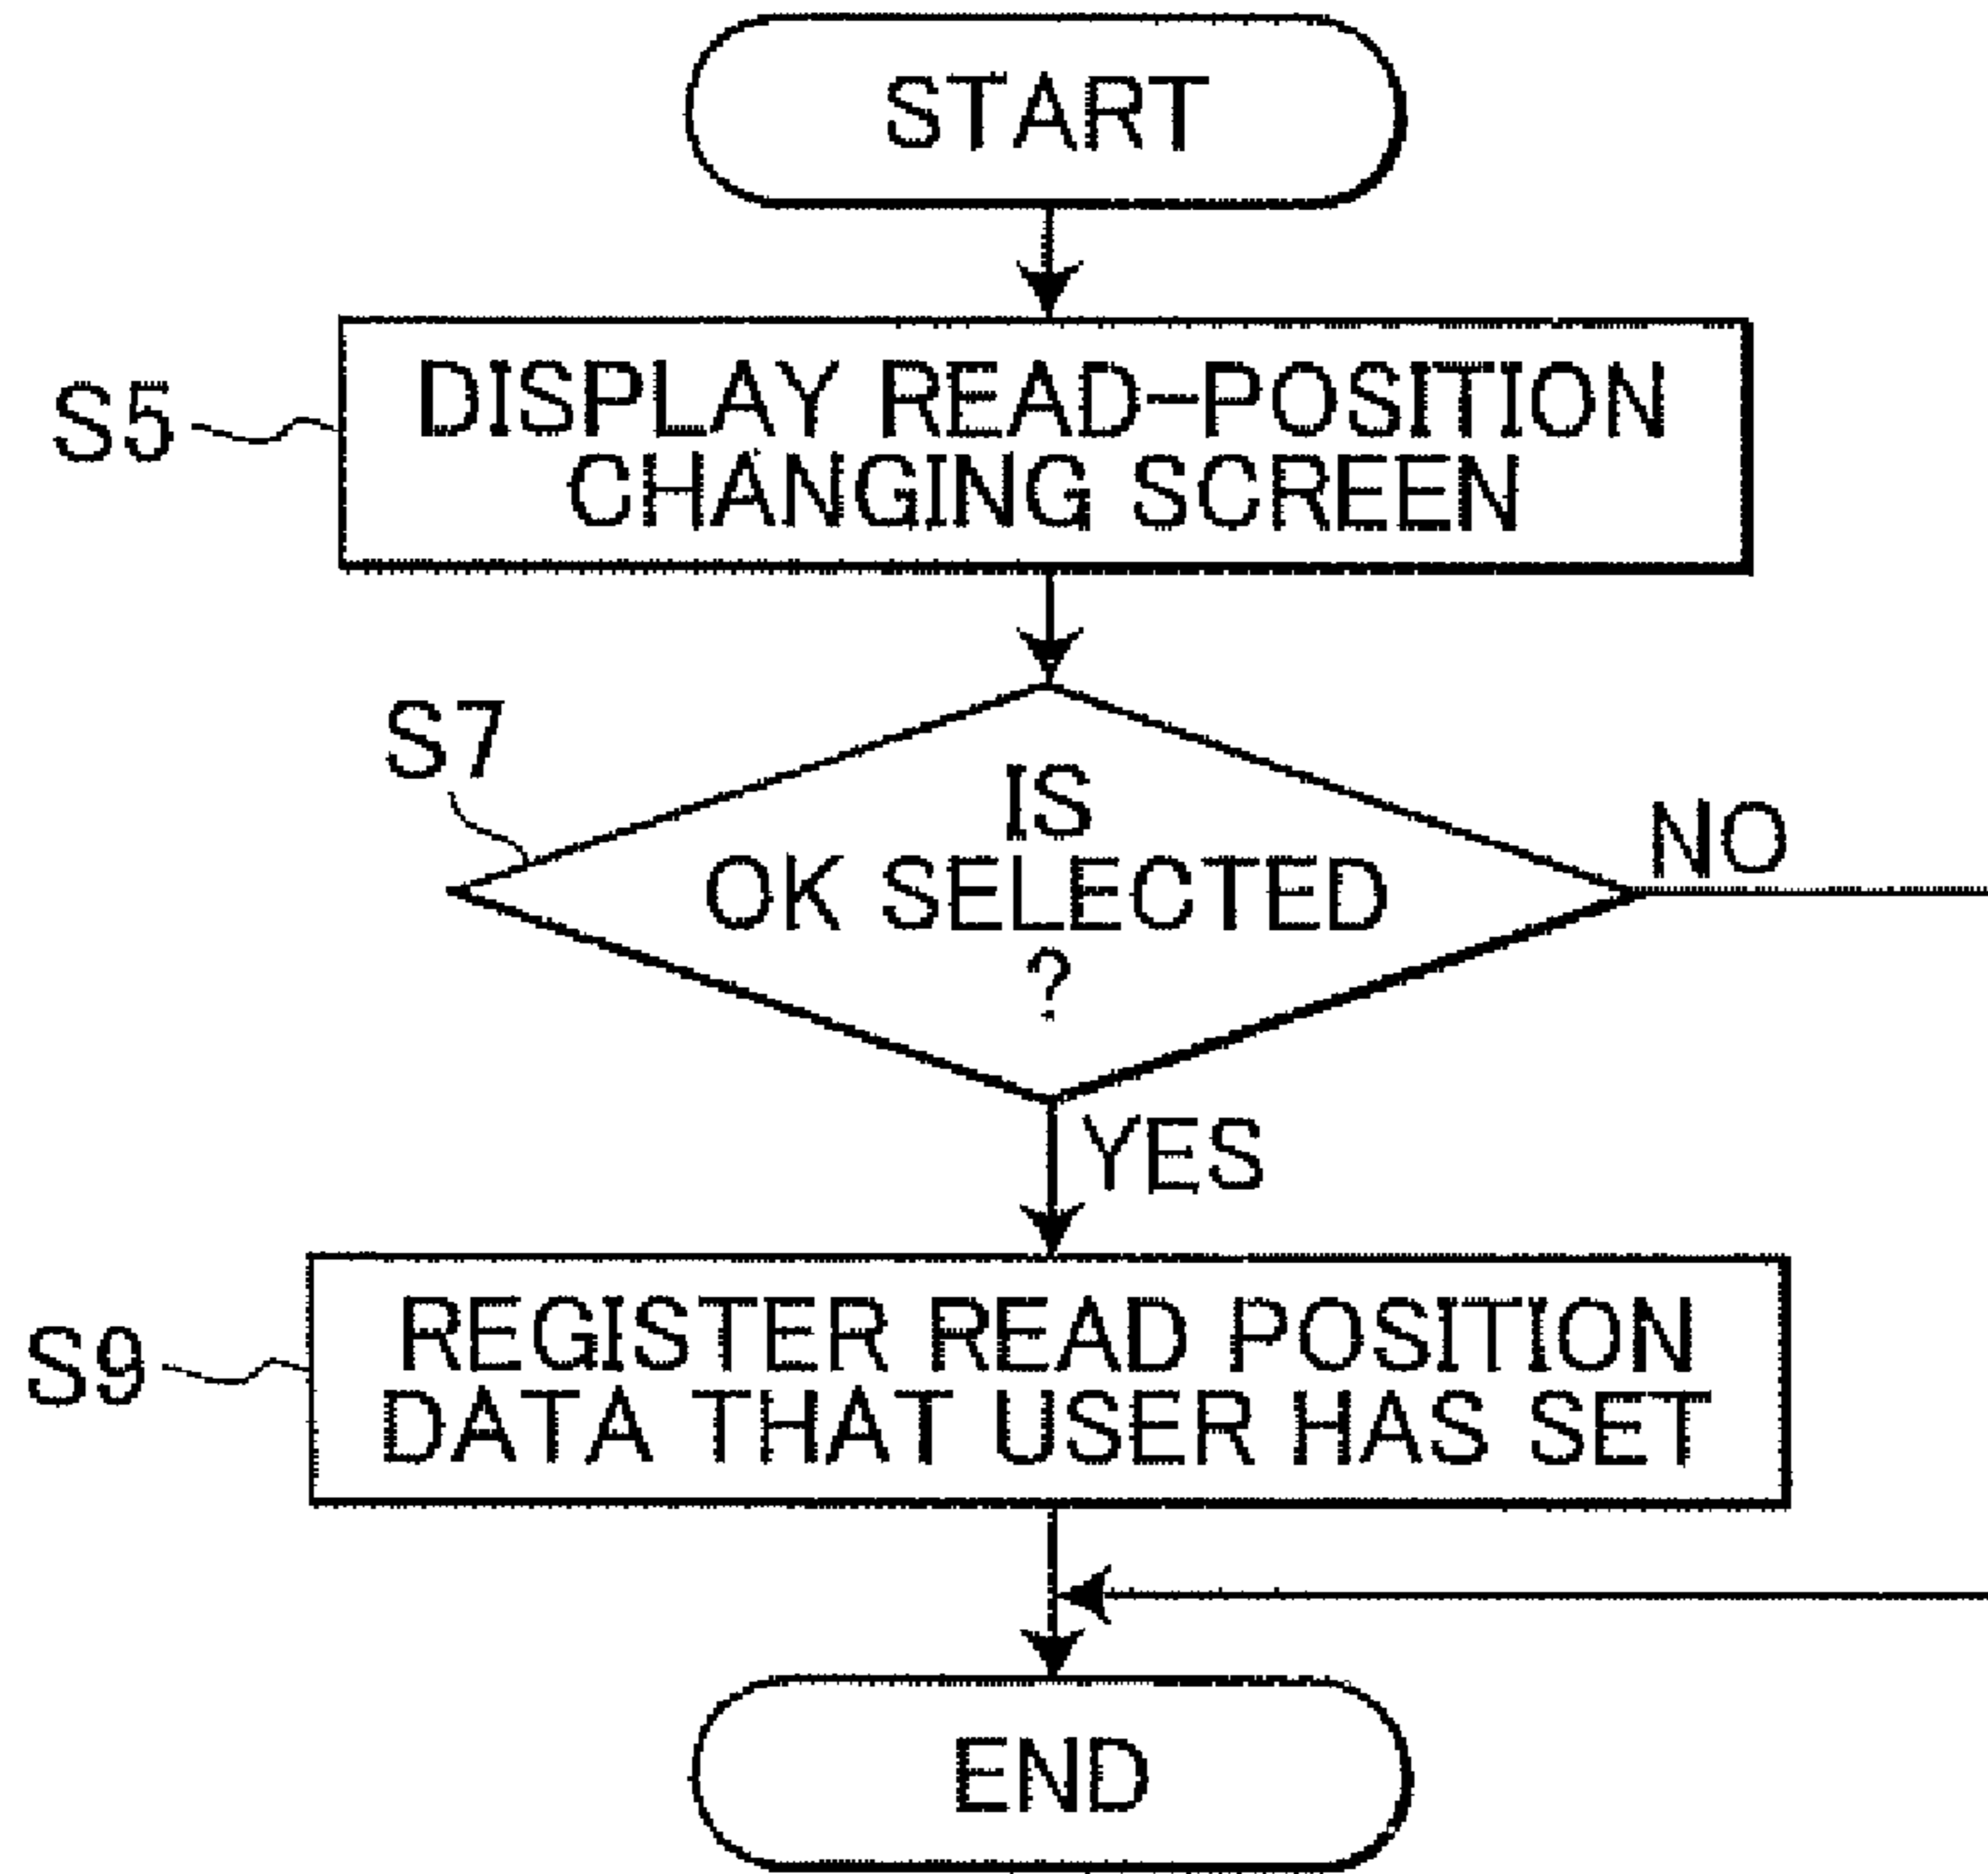 START
S5
DISPLAY READ-POSITION
CHANGING SCREEN
S7
IS
OK SELECTED
?
NO
YES
S9
REGISTER READ POSITION
DATA THAT USER HAS SET
END